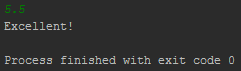 5.5
Excellent!
Process finished with exit code 0